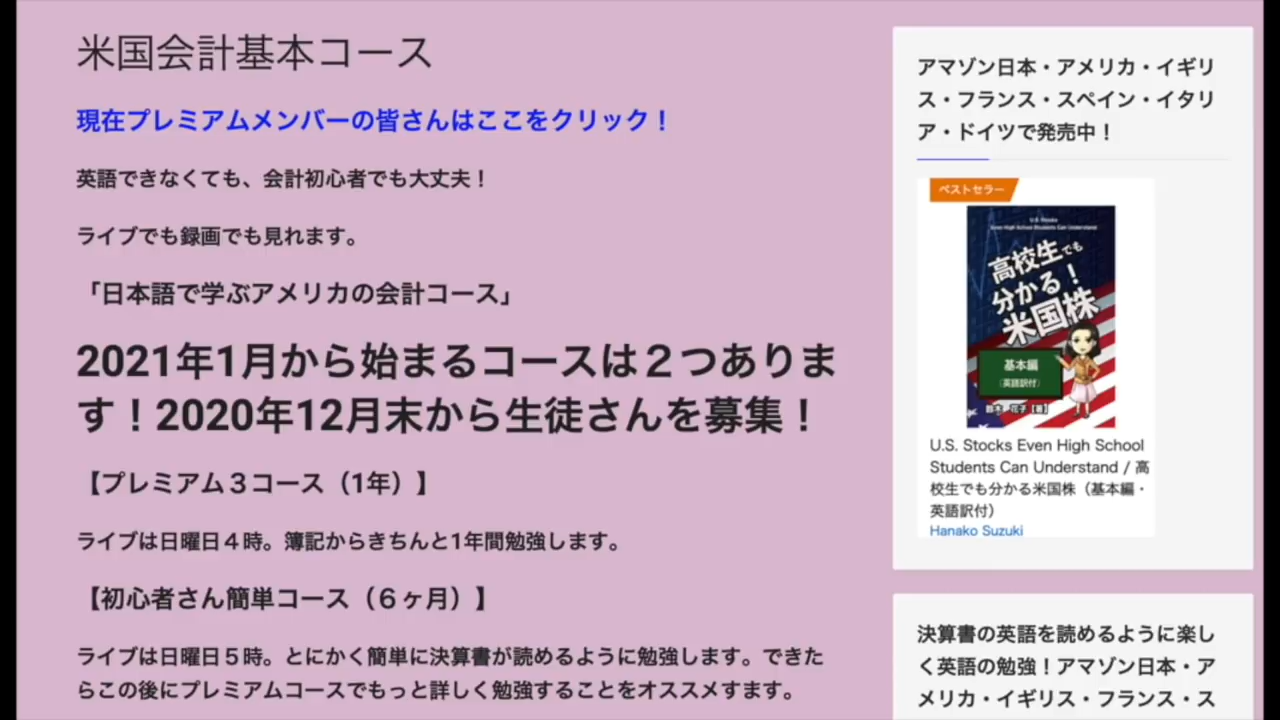 米国会計基本コース
現在プレミアムメンバーの皆さんはここをクリック！
英語できなくても、会計初心者でも大丈夫！
ライブでも録画でも見れます。
「日本語で学ぶアメリカの会計コース」
2021年1月から始まるコースは２つありま
す！2020年12月末から生徒さんを募集！
【プレミアム３コース（1年）】
ライブは日曜日４時。簿記からきちんと1年間勉強します。
【初心者さん簡単コース（６ヶ月）】
ライブは日曜日５時。とにかく簡単に決算書が読めるように勉強します。できた
らこの後にプレミアムコースでもっと詳しく勉強することをオススメすます。
アマゾン日本・アメリカ・イギリ
ス・フランス・スペイン・イタリ
ア・ドイツで発売中！
ベストセラー
U.S. Stocks
Even High School Students Can Understand
高校生でも
分かる！
米国株
基本編
（英語訳付）
鈴木 花子【著】
U.S. Stocks Even High School
Students Can Understand / 高
校生でも分かる米国株（基本編・
英語訳付）
Hanako Suzuki
決算書の英語を読めるように楽し
く英語の勉強！アマゾン日本・ア
メリカ・イギリス・フランス・ス